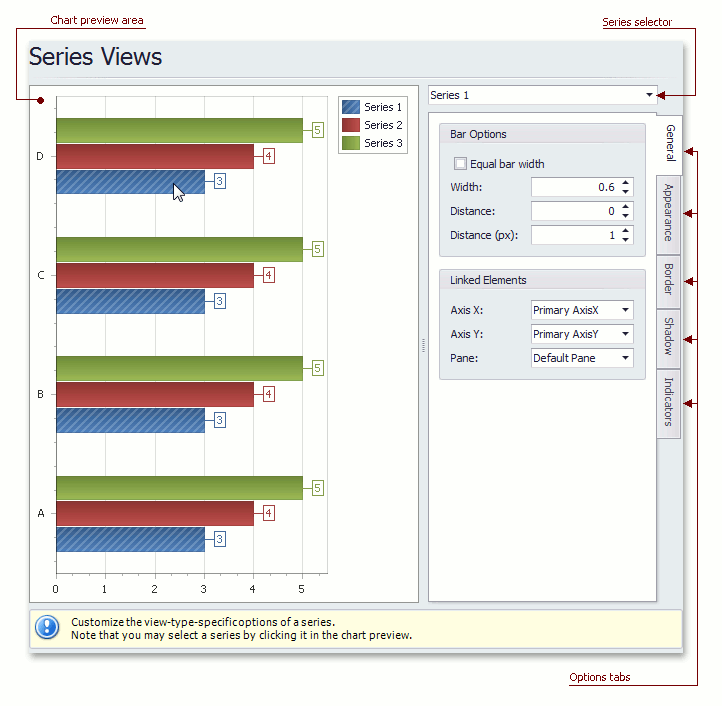 Chart preview area
Series selector
Series Views
Series 1
Series 2
Series 3
D
5
4
3
C
5
4
3
B
5
4
3
A
5
4
3
0 1 2 3 4 5
Series 1
Bar Options
Equal bar width
Width: 0.6
Distance: 0
Distance (px): 1
Linked Elements
Axis X: Primary AxisX
Axis Y: Primary AxisY
Pane: Default Pane
General
Appearance
Border
Shadow
Indicators
Customize the view-type-specific options of a series.
Note that you may select a series by clicking it in the chart preview.
Options tabs